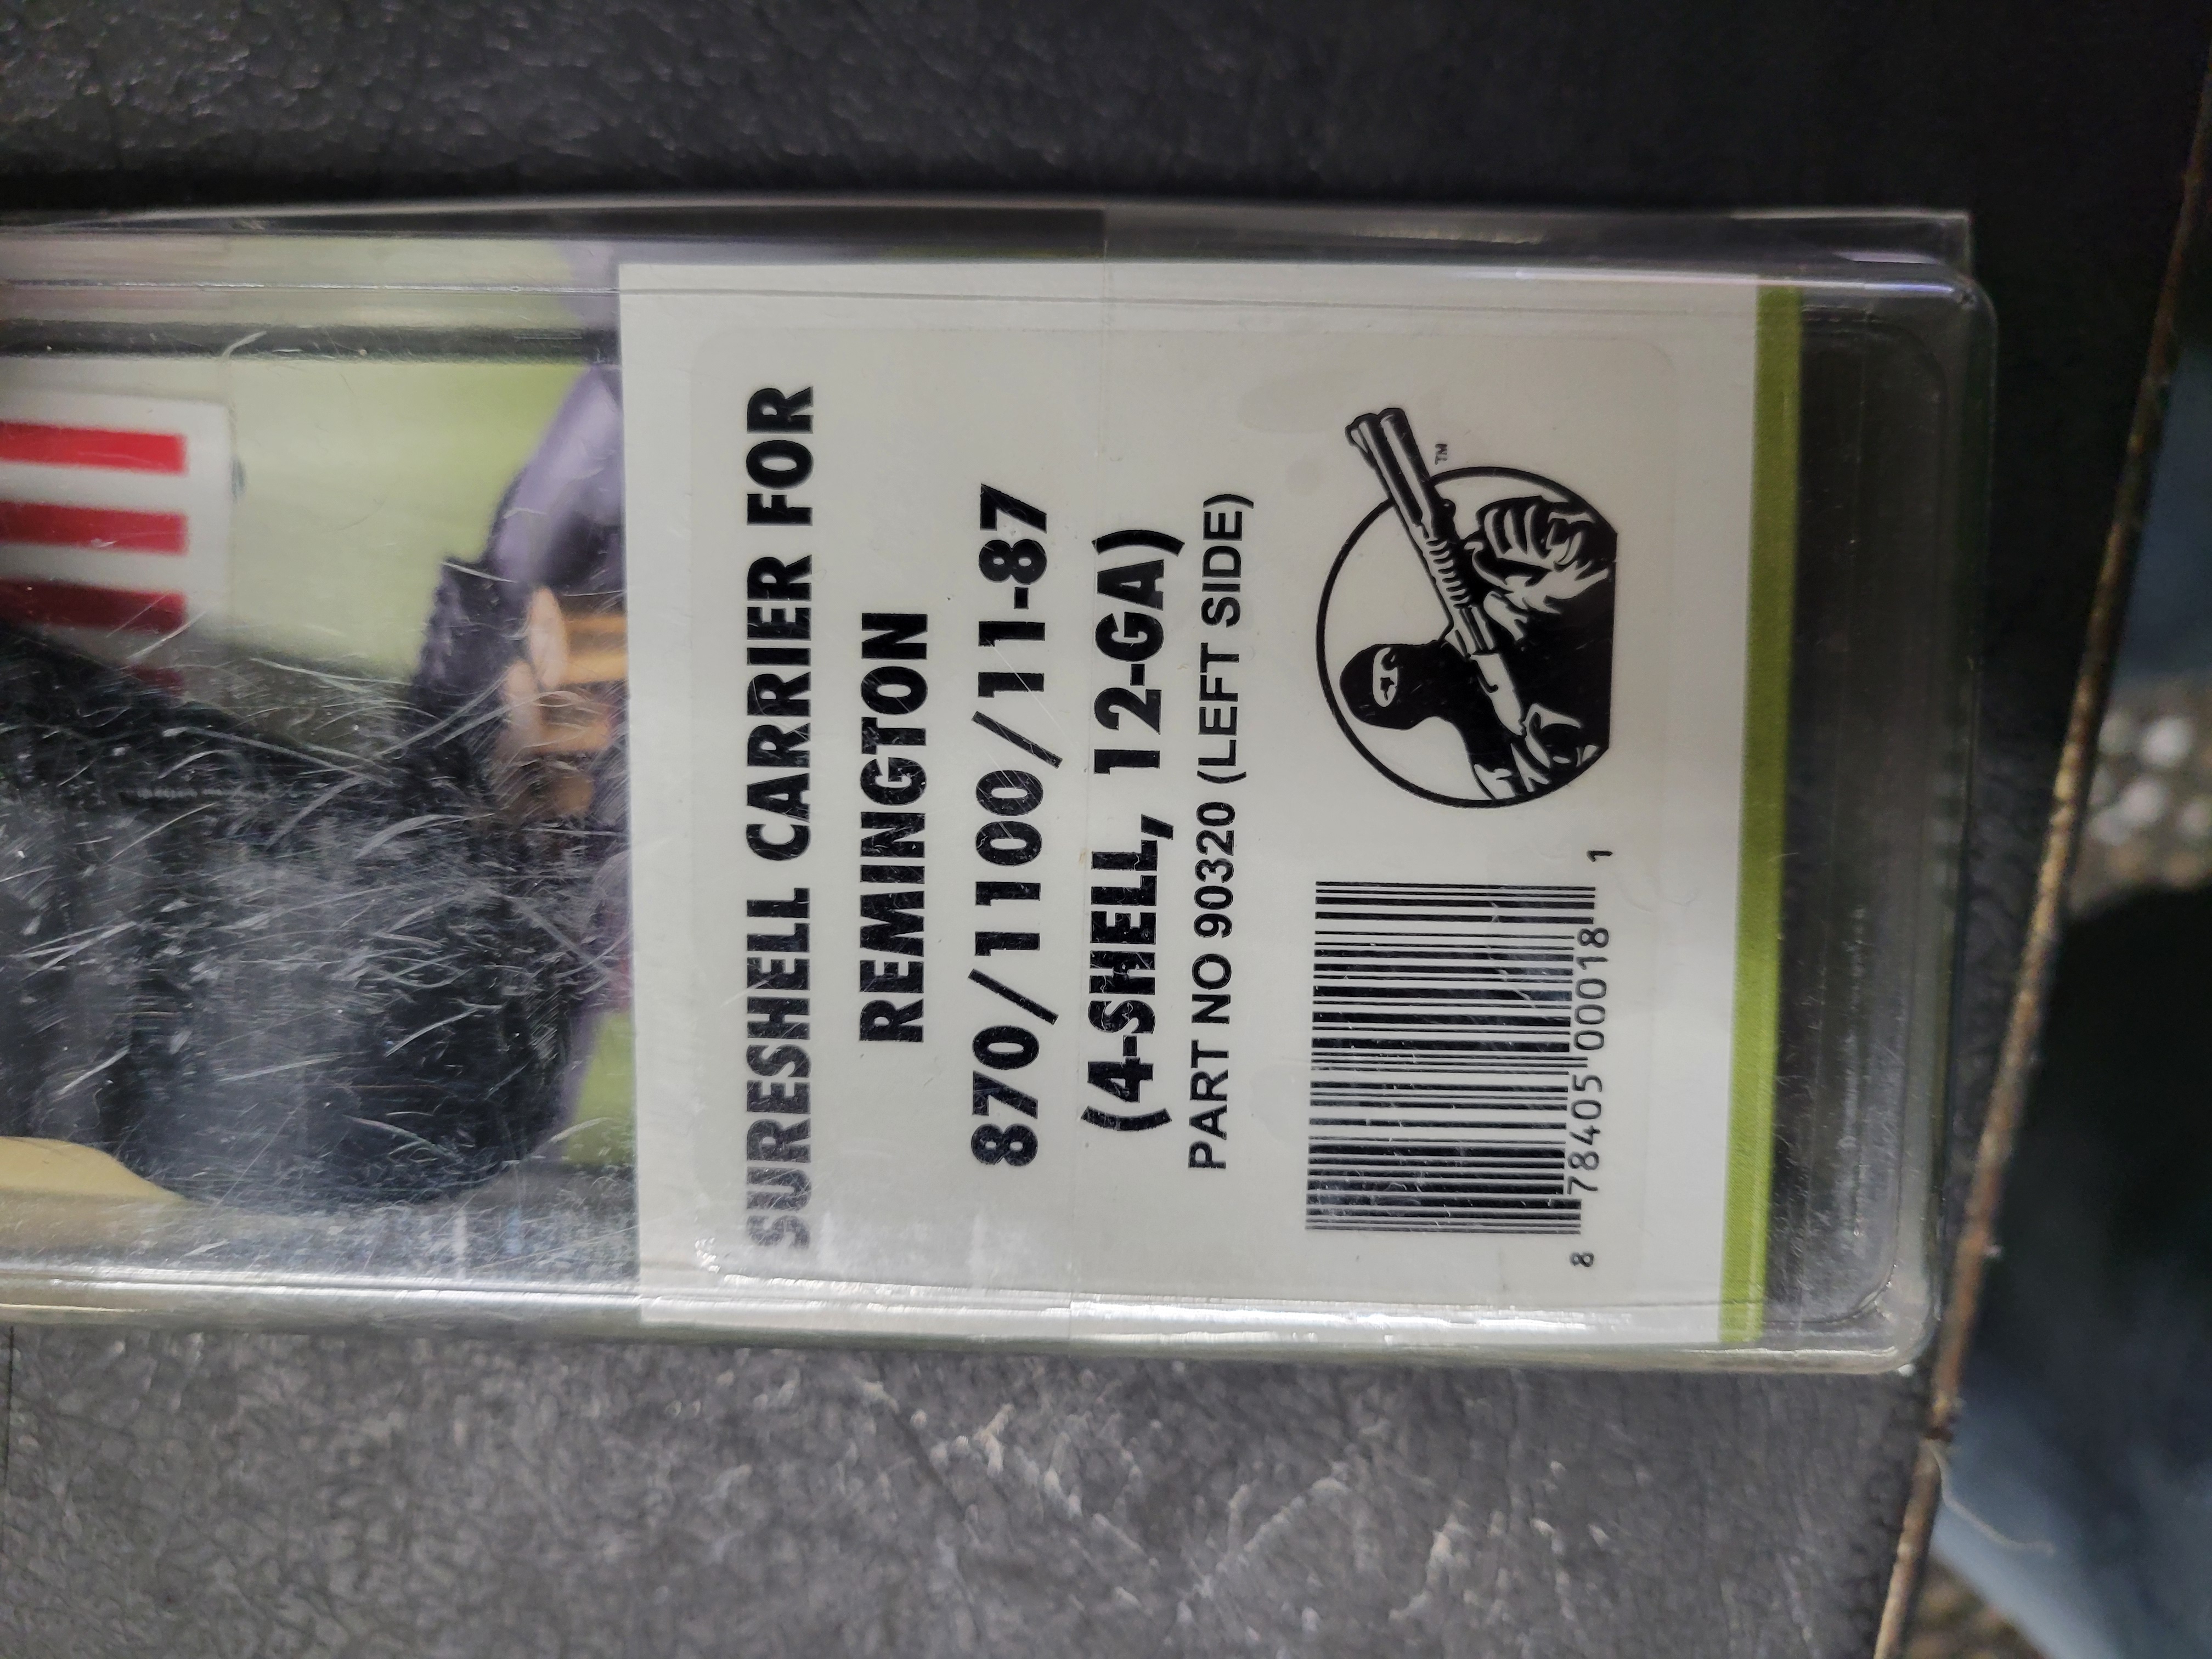 SURESHELL CARRIER FOR
REMINGTON
870/1100/11-87
(4-SHELL, 12-GA)
PART NO 90320 (LEFT SIDE)
TM
8 78405 00018 1